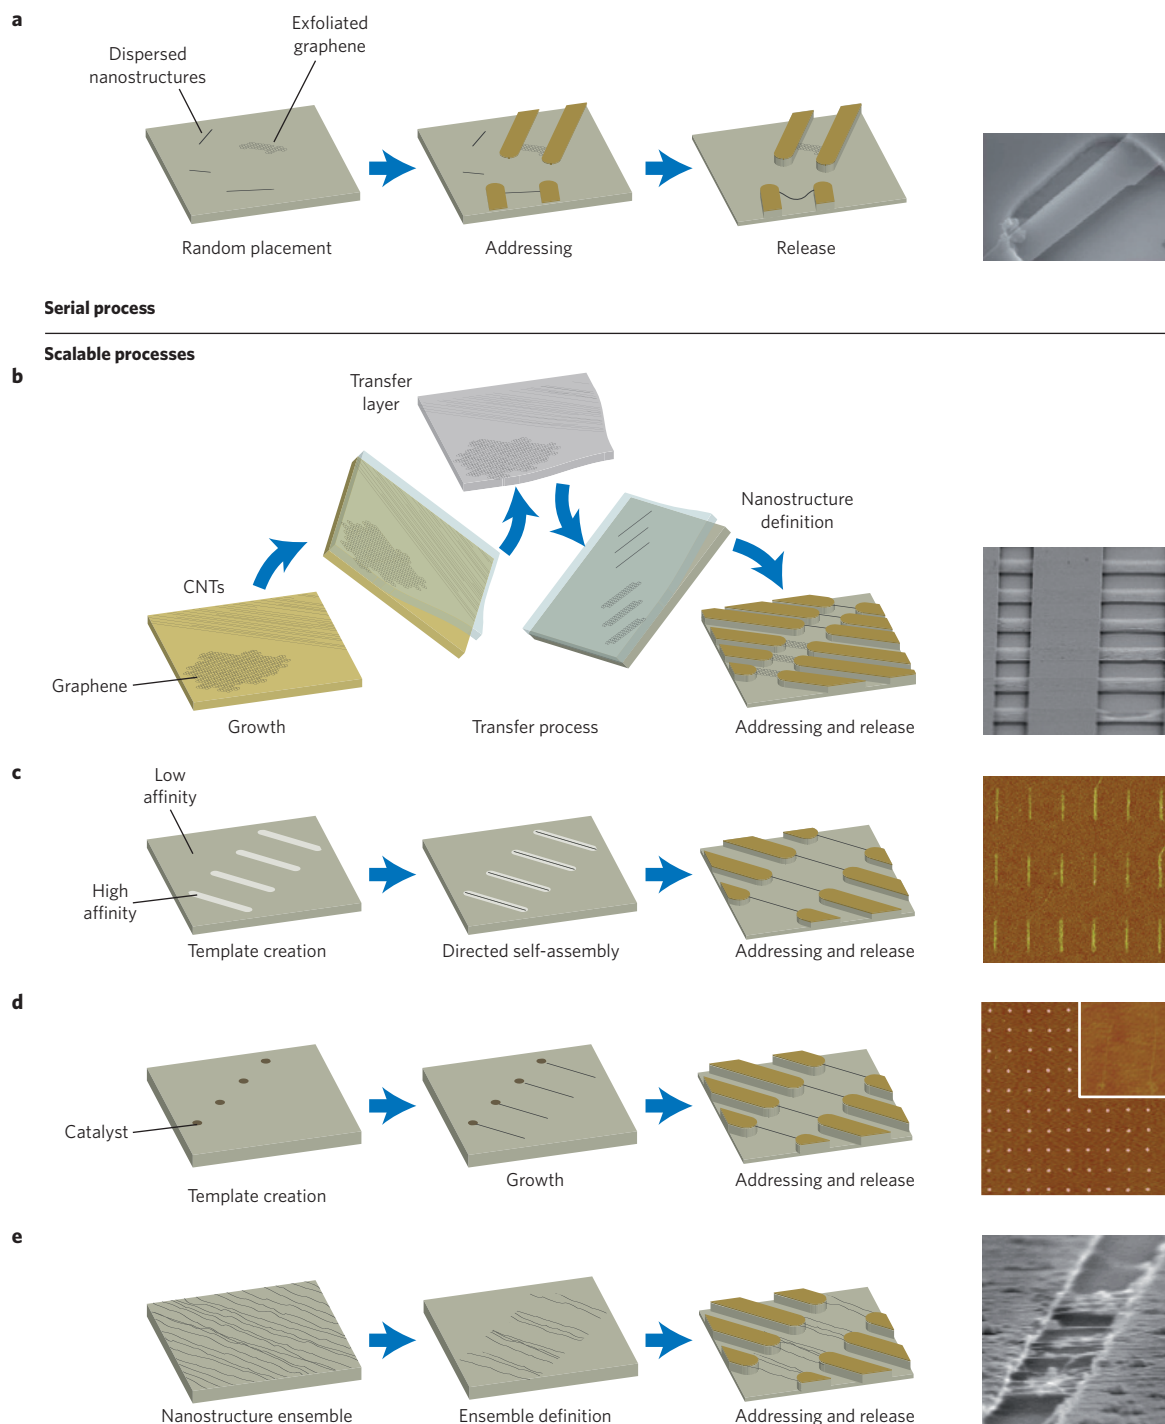 a
Exfoliated
graphene
Dispersed
nanostructures
Random placement
Addressing
Release
Serial process
Scalable processes
b
Transfer
layer
Nanostructure
definition
CNTs
Graphene
Growth
Transfer process
Addressing and release
c
Low
affinity
High
affinity
Template creation
Directed self-assembly
Addressing and release
d
Catalyst
Template creation
Growth
Addressing and release
e
Nanostructure ensemble
Ensemble definition
Addressing and release